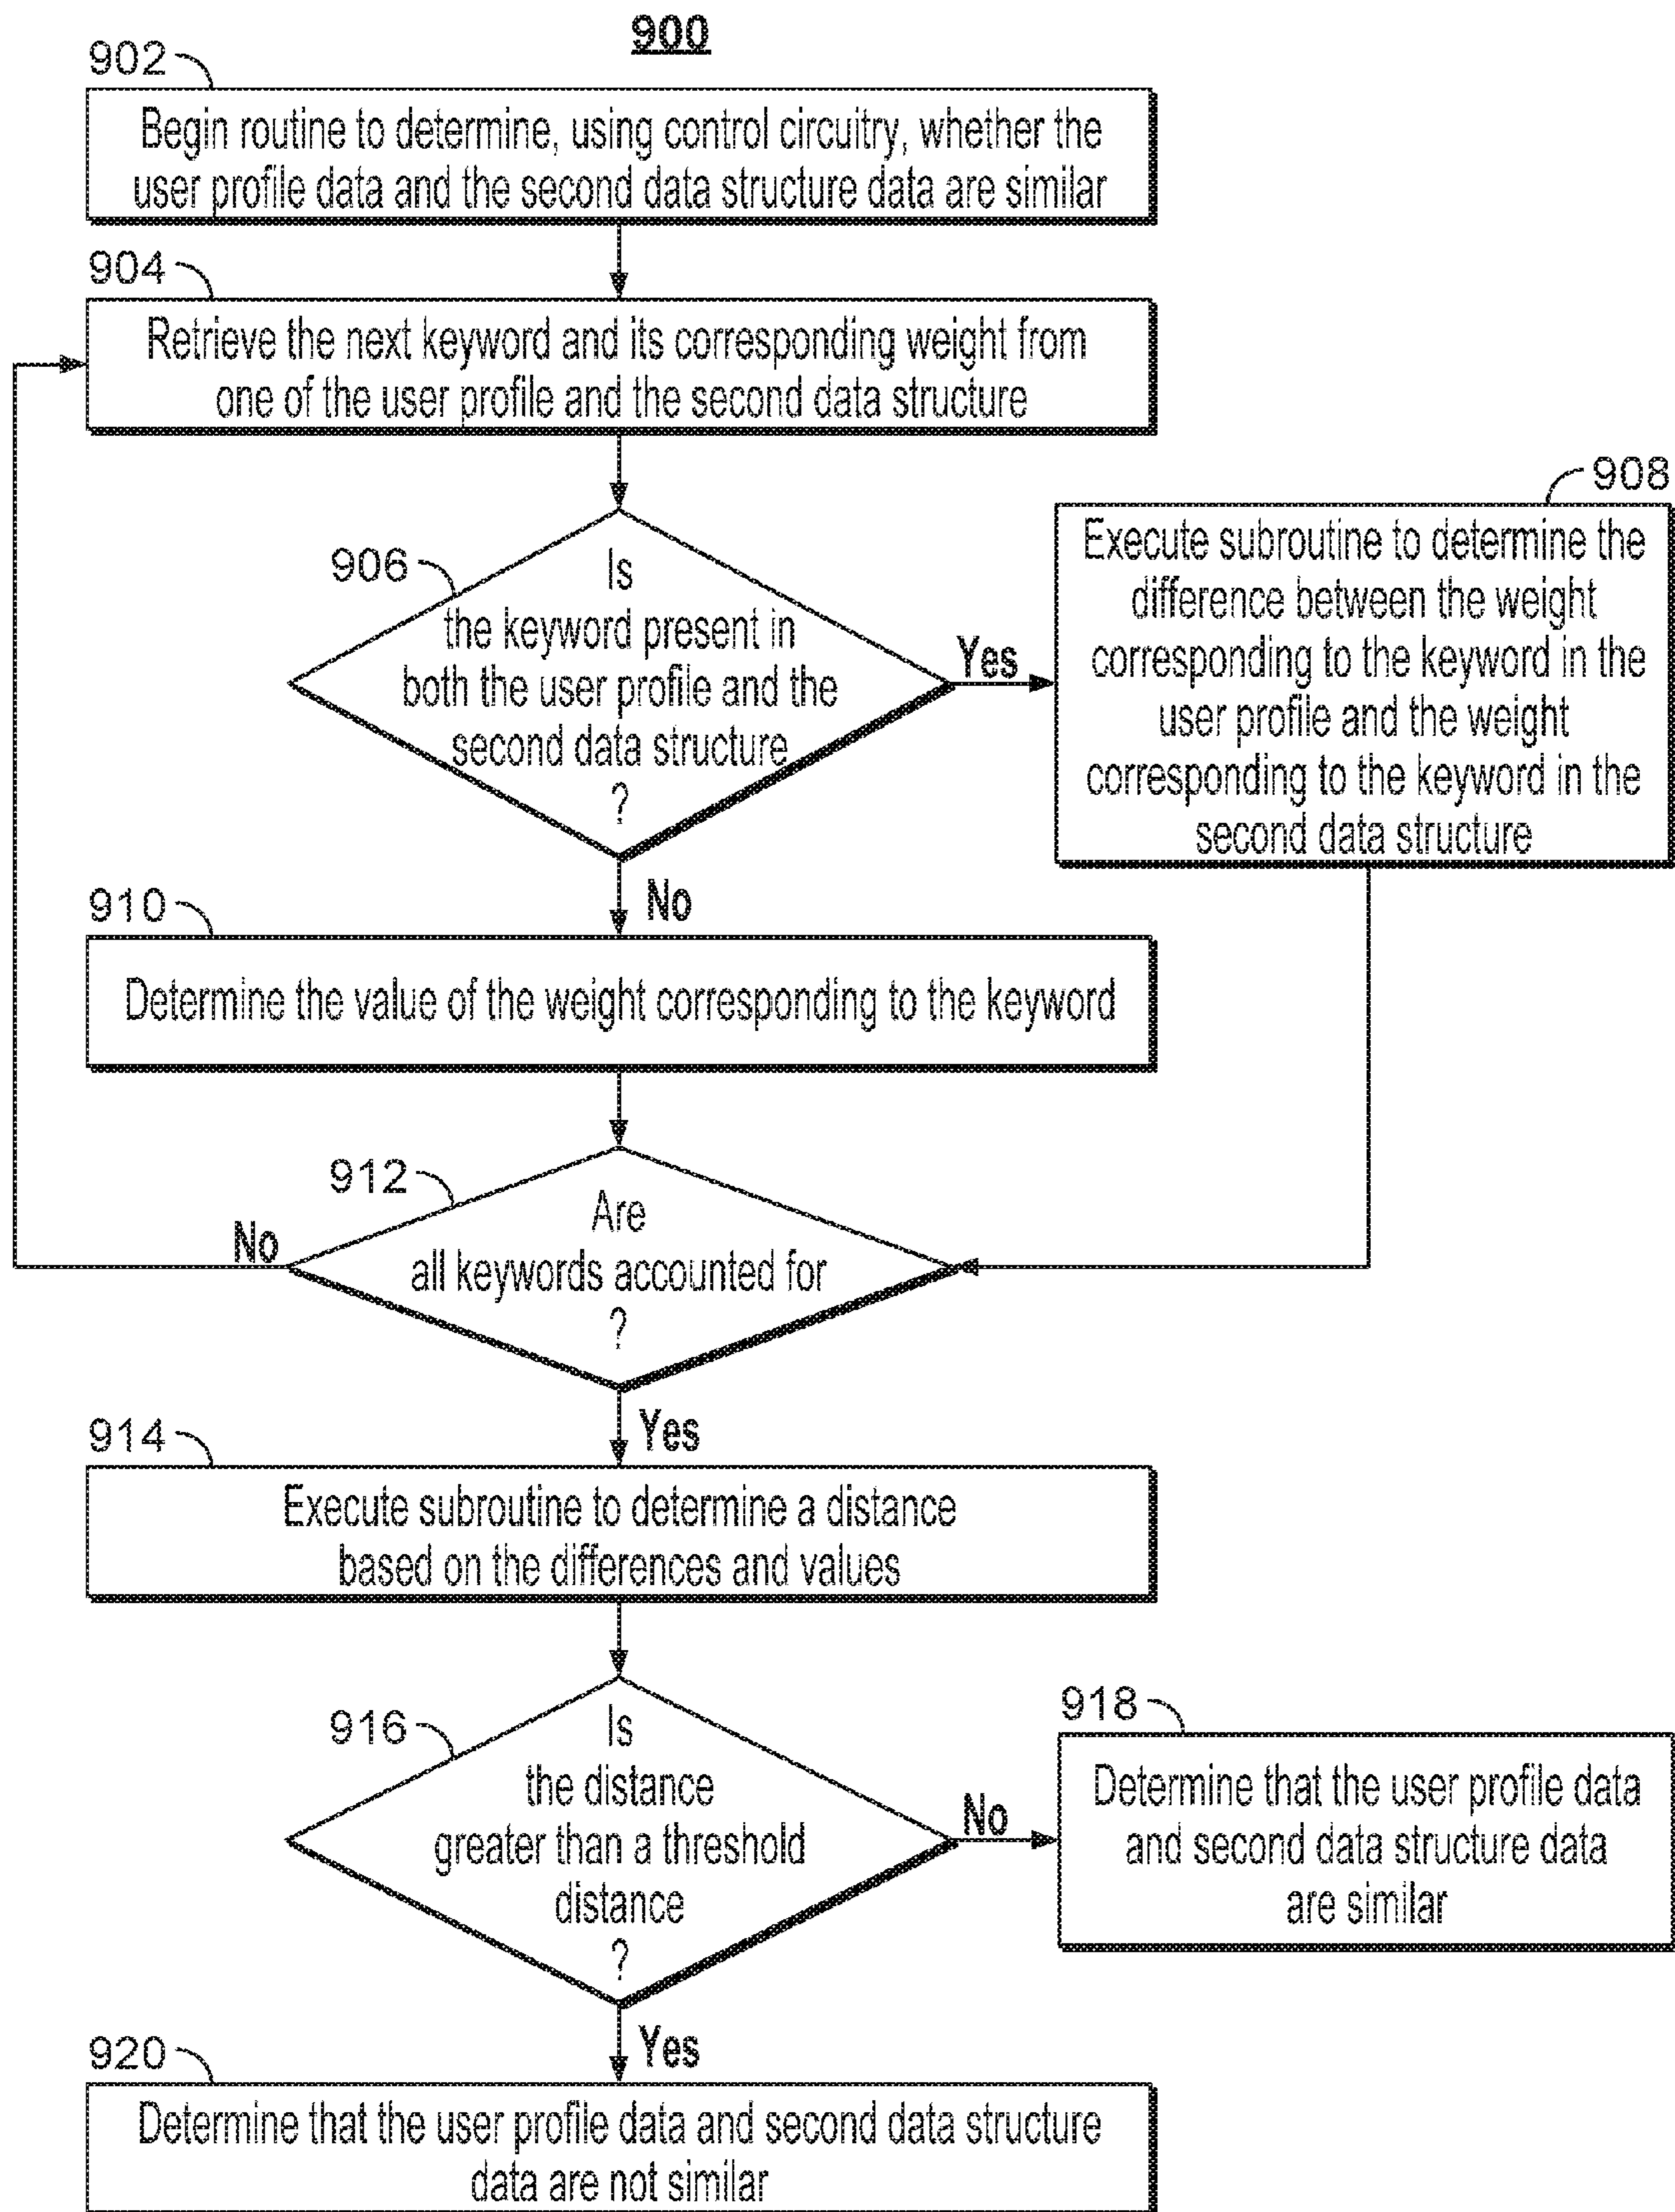 900
902
Begin routine to determine, using control circuitry, whether the
user profile data and the second data structure data are similar
904
Retrieve the next keyword and its corresponding weight from
one of the user profile and the second data structure
906
Is
the keyword present in
both the user profile and the
second data structure
?
Yes
908
Execute subroutine to determine the
difference between the weight
corresponding to the keyword in the
user profile and the weight
corresponding to the keyword in the
second data structure
No
910
Determine the value of the weight corresponding to the keyword
912
Are
all keywords accounted for
?
No
Yes
914
Execute subroutine to determine a distance
based on the differences and values
916
Is
the distance
greater than a threshold
distance
?
No
918
Determine that the user profile data
and second data structure data
are similar
Yes
920
Determine that the user profile data and second data structure
data are not similar